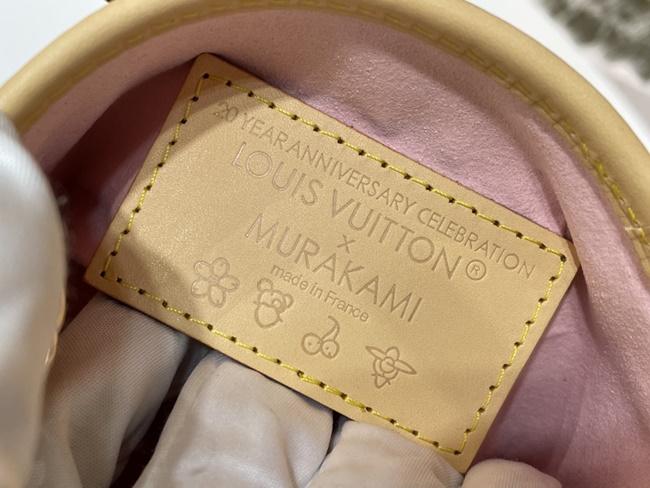 20 YEAR ANNIVERSARY CELEBRATION
LOUIS VUITTON®
x
MURAKAMI
made in France